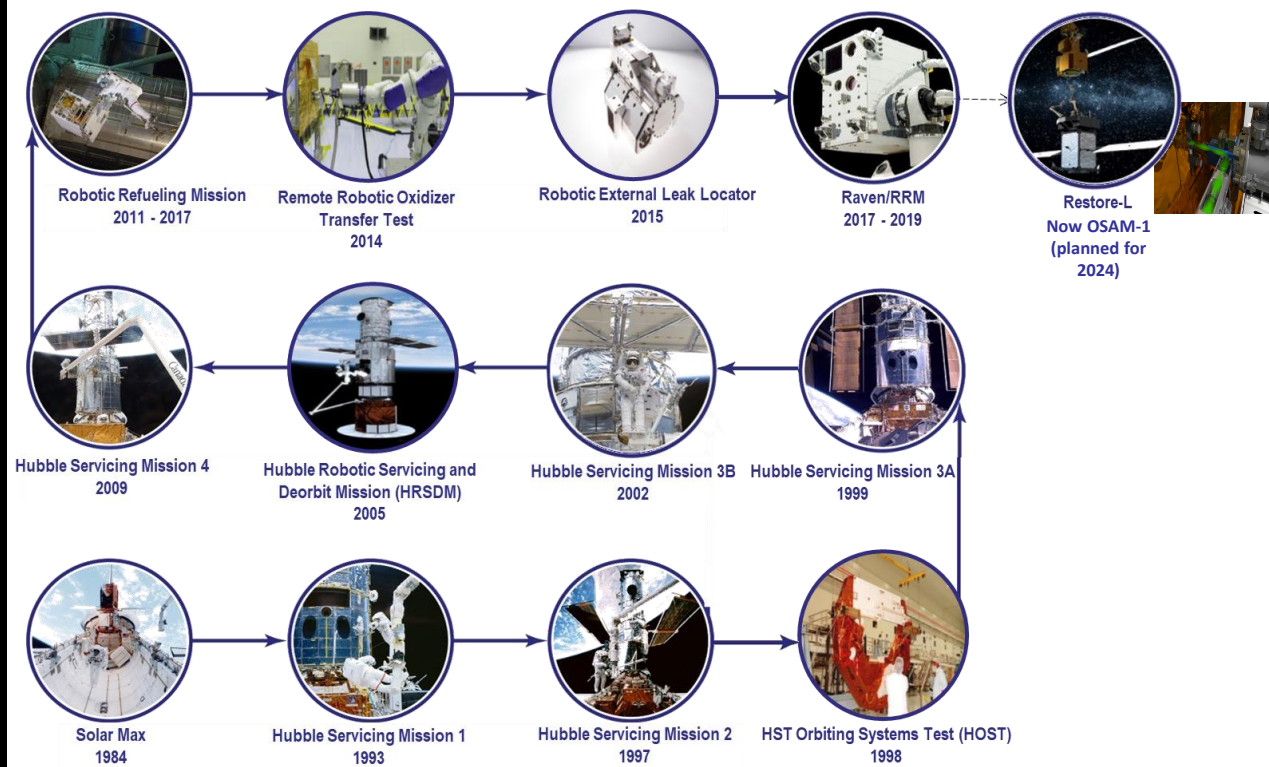 Robotic Refueling Mission
2011 - 2017
Remote Robotic Oxidizer
Transfer Test
2014
Robotic External Leak Locator
2015
Raven/RRM
2017 - 2019
Restore-L
Now OSAM-1
(planned for
2024)
Hubble Servicing Mission 4
2009
Hubble Robotic Servicing and
Deorbit Mission (HRSDM)
2005
Hubble Servicing Mission 3B
2002
Hubble Servicing Mission 3A
1999
Solar Max
1984
Hubble Servicing Mission 1
1993
Hubble Servicing Mission 2
1997
HST Orbiting Systems Test (HOST)
1998